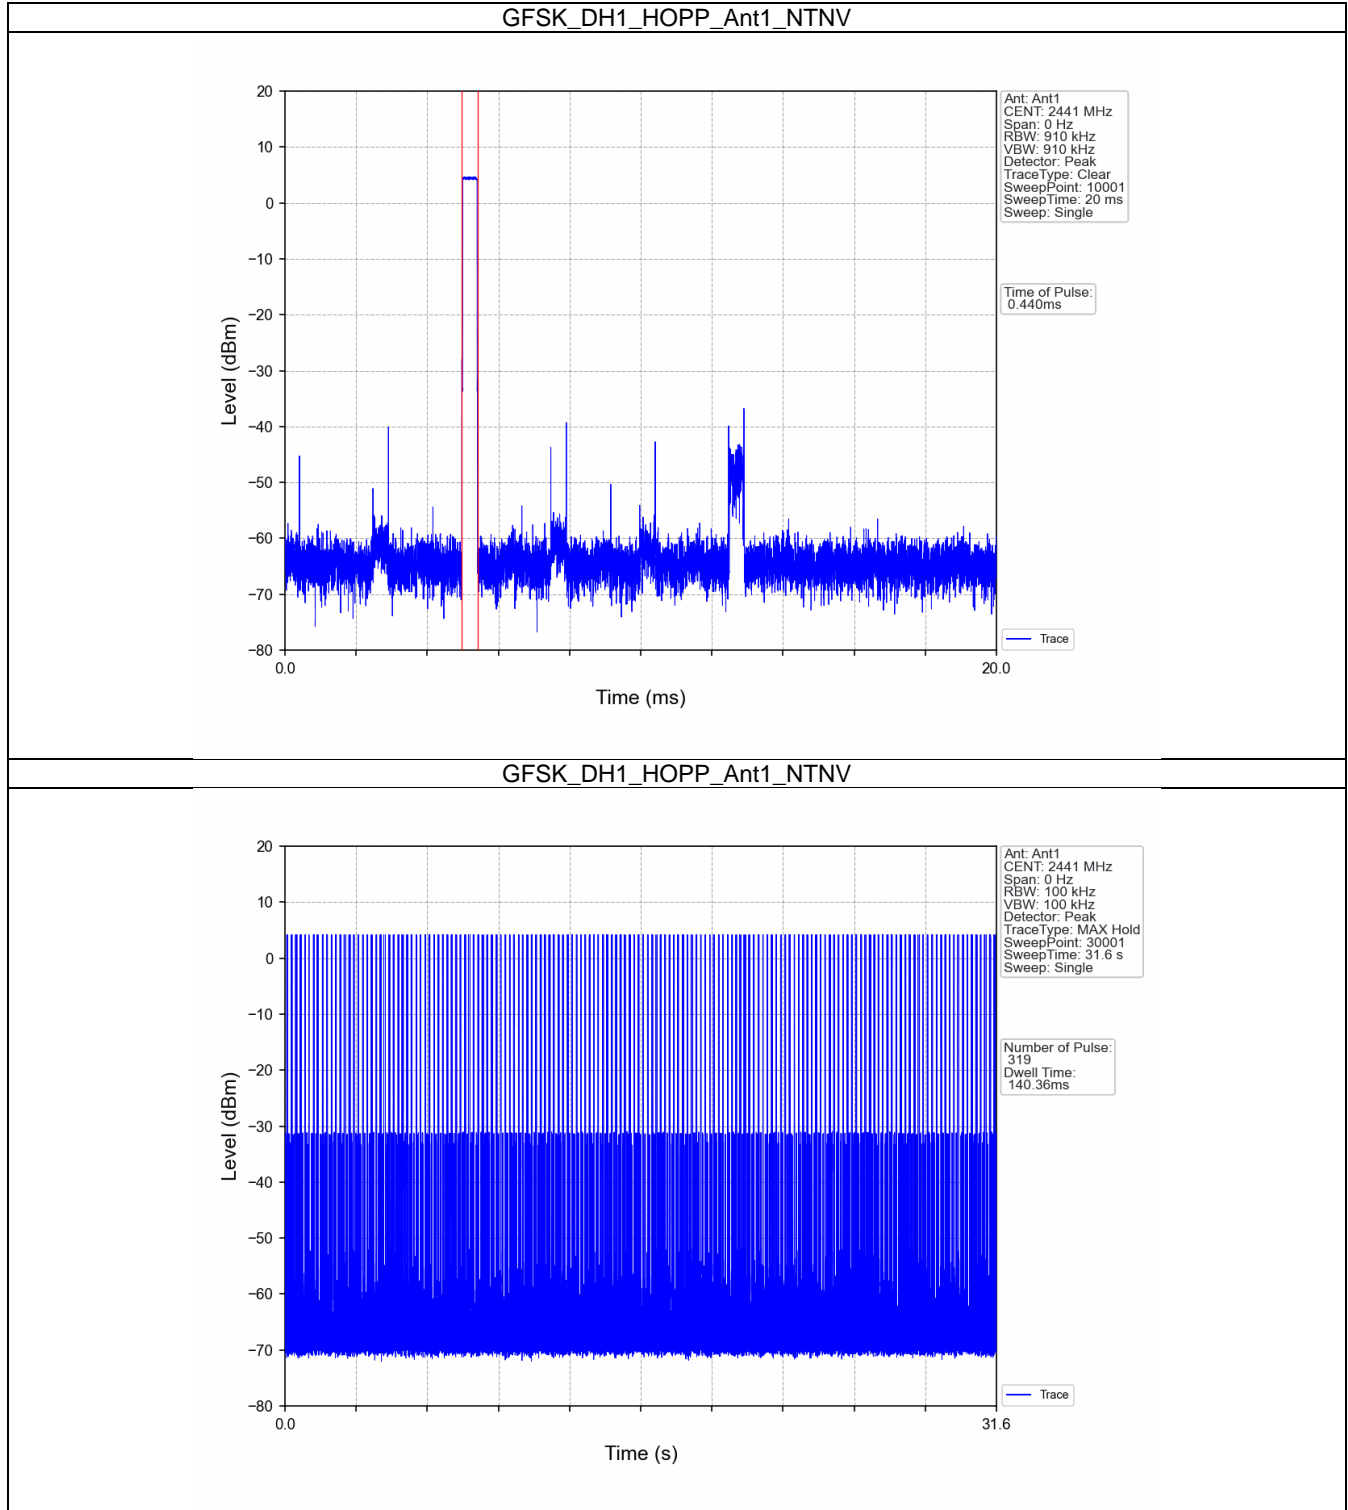 GFSK_DH1_HOPP_Ant1_NTNV
20
10
0
−10
−20
−30
−40
−50
−60
−70
−80
Level (dBm)
0.0
20.0
Time (ms)
Ant: Ant1
CENT: 2441 MHz
Span: 0 Hz
RBW: 910 kHz
VBW: 910 kHz
Detector: Peak
TraceType: Clear
SweepPoint: 10001
SweepTime: 20 ms
Sweep: Single
Time of Pulse:
0.440ms
Trace
GFSK_DH1_HOPP_Ant1_NTNV
20
10
0
−10
−20
−30
−40
−50
−60
−70
−80
Level (dBm)
0.0
31.6
Time (s)
Ant: Ant1
CENT: 2441 MHz
Span: 0 Hz
RBW: 100 kHz
VBW: 100 kHz
Detector: Peak
TraceType: MAX Hold
SweepPoint: 30001
SweepTime: 31.6 s
Sweep: Single
Number of Pulse:
319
Dwell Time:
140.36ms
Trace